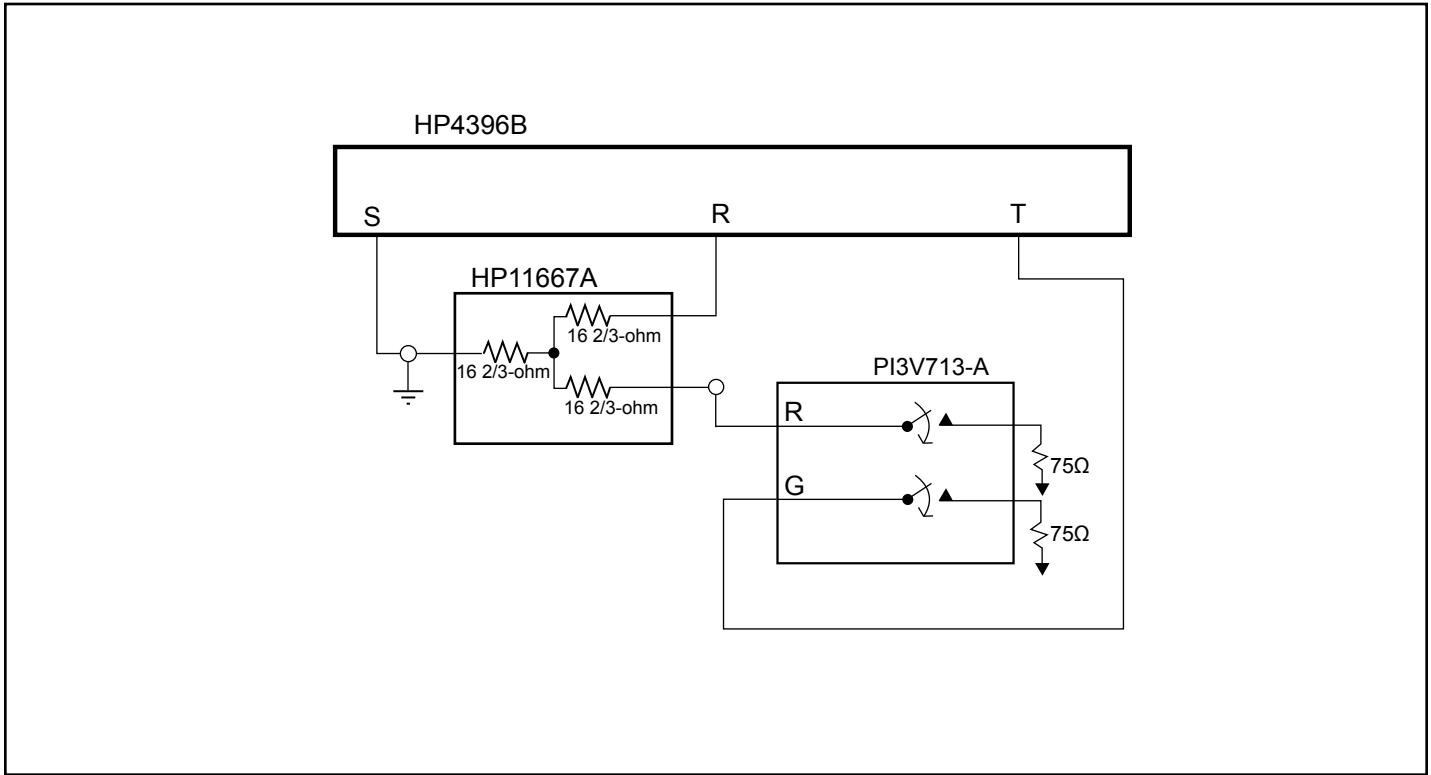 HP4396B
S
R
T
HP11667A
16 2/3-ohm
16 2/3-ohm
16 2/3-ohm
PI3V713-A
R
75Ω
G
75Ω